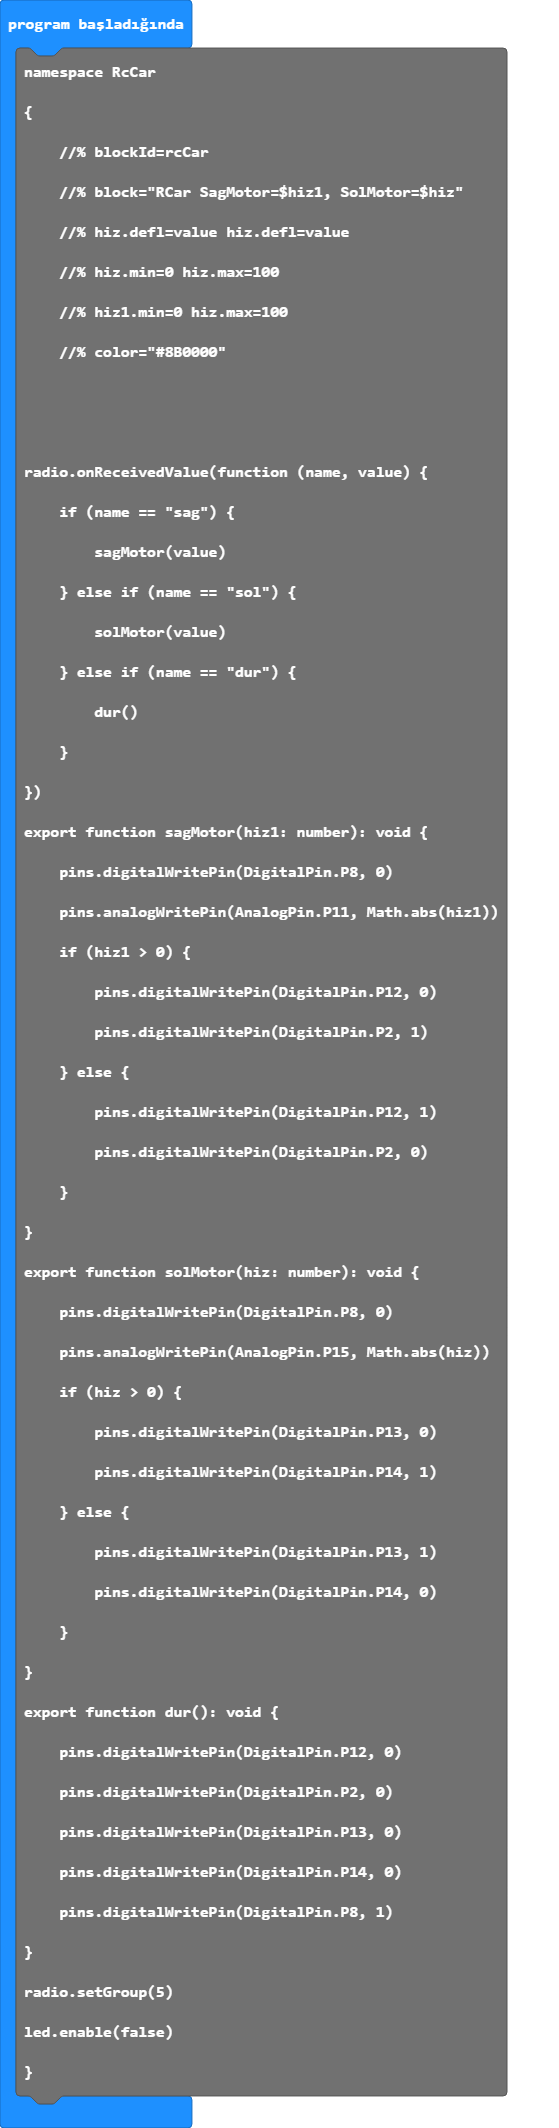 program başladığında
namespace RcCar
{
    //% blockId=rcCar
    //% block="RCar SagMotor=$hiz1, SolMotor=$hiz"
    //% hiz.defl=value hiz.defl=value
    //% hiz.min=0 hiz.max=100
    //% hiz1.min=0 hiz.max=100
    //% color="#8B0000"
radio.onReceivedValue(function (name, value) {
    if (name == "sag") {
        sagMotor(value)
    } else if (name == "sol") {
        solMotor(value)
    } else if (name == "dur") {
        dur()
    }
})
export function sagMotor(hiz1: number): void {
    pins.digitalWritePin(DigitalPin.P8, 0)
    pins.analogWritePin(AnalogPin.P11, Math.abs(hiz1))
    if (hiz1 > 0) {
        pins.digitalWritePin(DigitalPin.P12, 0)
        pins.digitalWritePin(DigitalPin.P2, 1)
    } else {
        pins.digitalWritePin(DigitalPin.P12, 1)
        pins.digitalWritePin(DigitalPin.P2, 0)
    }
}
export function solMotor(hiz: number): void {
    pins.digitalWritePin(DigitalPin.P8, 0)
    pins.analogWritePin(AnalogPin.P15, Math.abs(hiz))
    if (hiz > 0) {
        pins.digitalWritePin(DigitalPin.P13, 0)
        pins.digitalWritePin(DigitalPin.P14, 1)
    } else {
        pins.digitalWritePin(DigitalPin.P13, 1)
        pins.digitalWritePin(DigitalPin.P14, 0)
    }
}
export function dur(): void {
    pins.digitalWritePin(DigitalPin.P12, 0)
    pins.digitalWritePin(DigitalPin.P2, 0)
    pins.digitalWritePin(DigitalPin.P13, 0)
    pins.digitalWritePin(DigitalPin.P14, 0)
    pins.digitalWritePin(DigitalPin.P8, 1)
}
radio.setGroup(5)
led.enable(false)
}